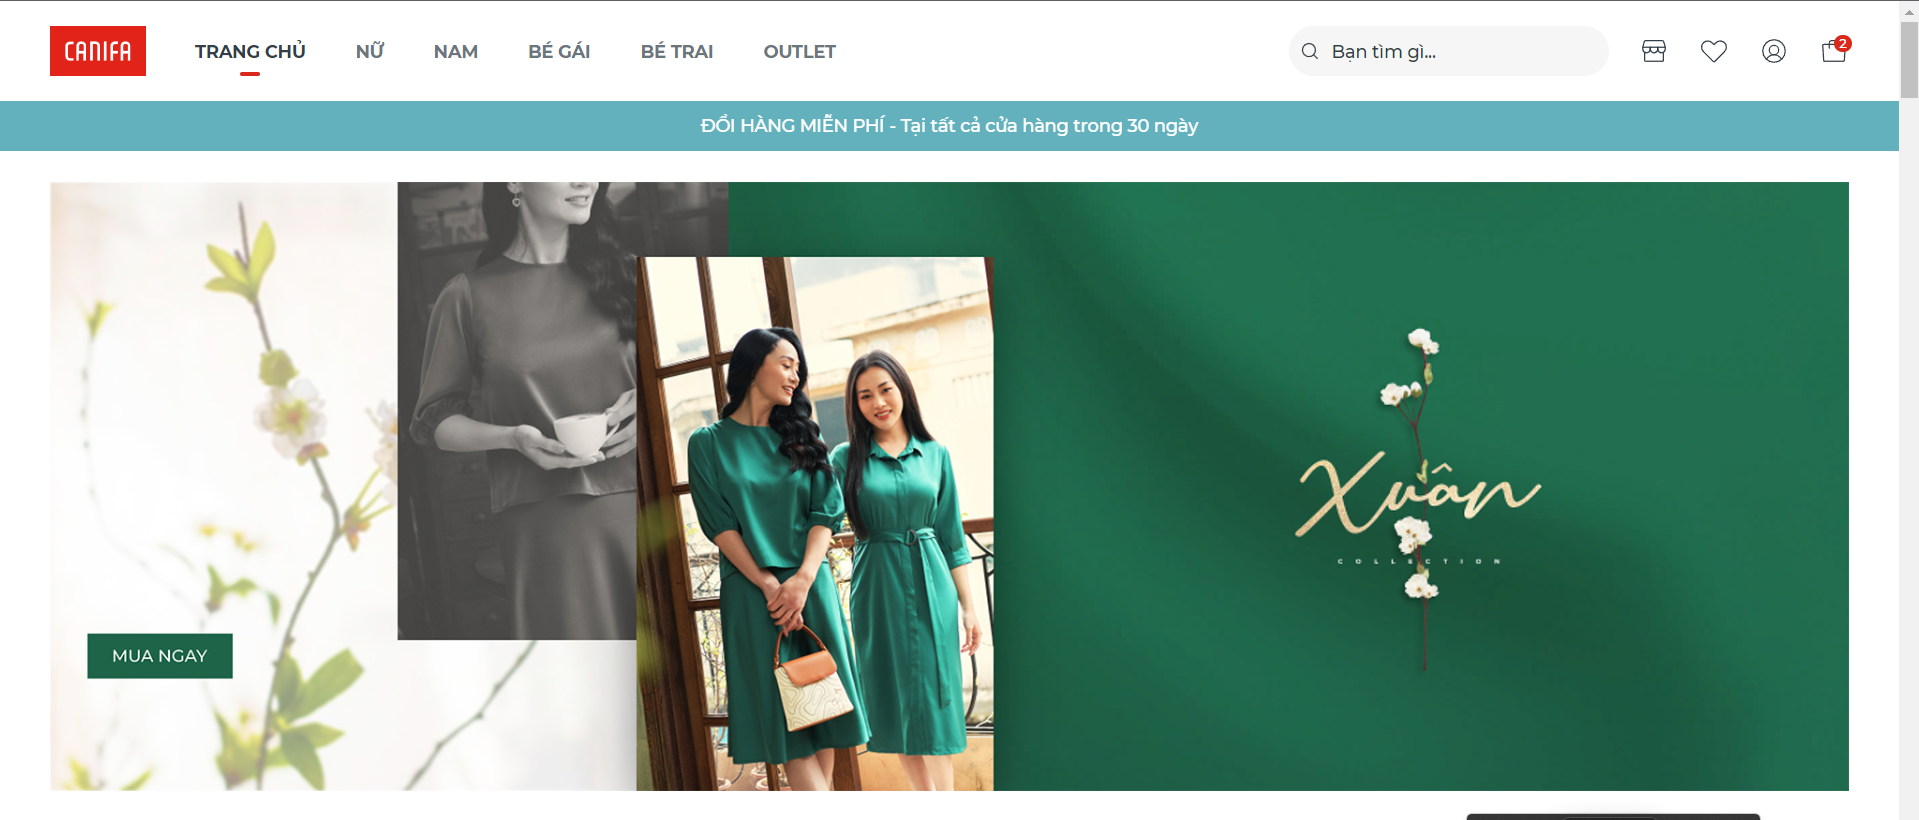 CANIFA
TRANG CHỦ
NỮ
NAM
BÉ GÁI
BÉ TRAI
OUTLET
Bạn tìm gì...
2
ĐỔI HÀNG MIỄN PHÍ - Tại tất cả cửa hàng trong 30 ngày
Xuân
COLLECTION
MUA NGAY